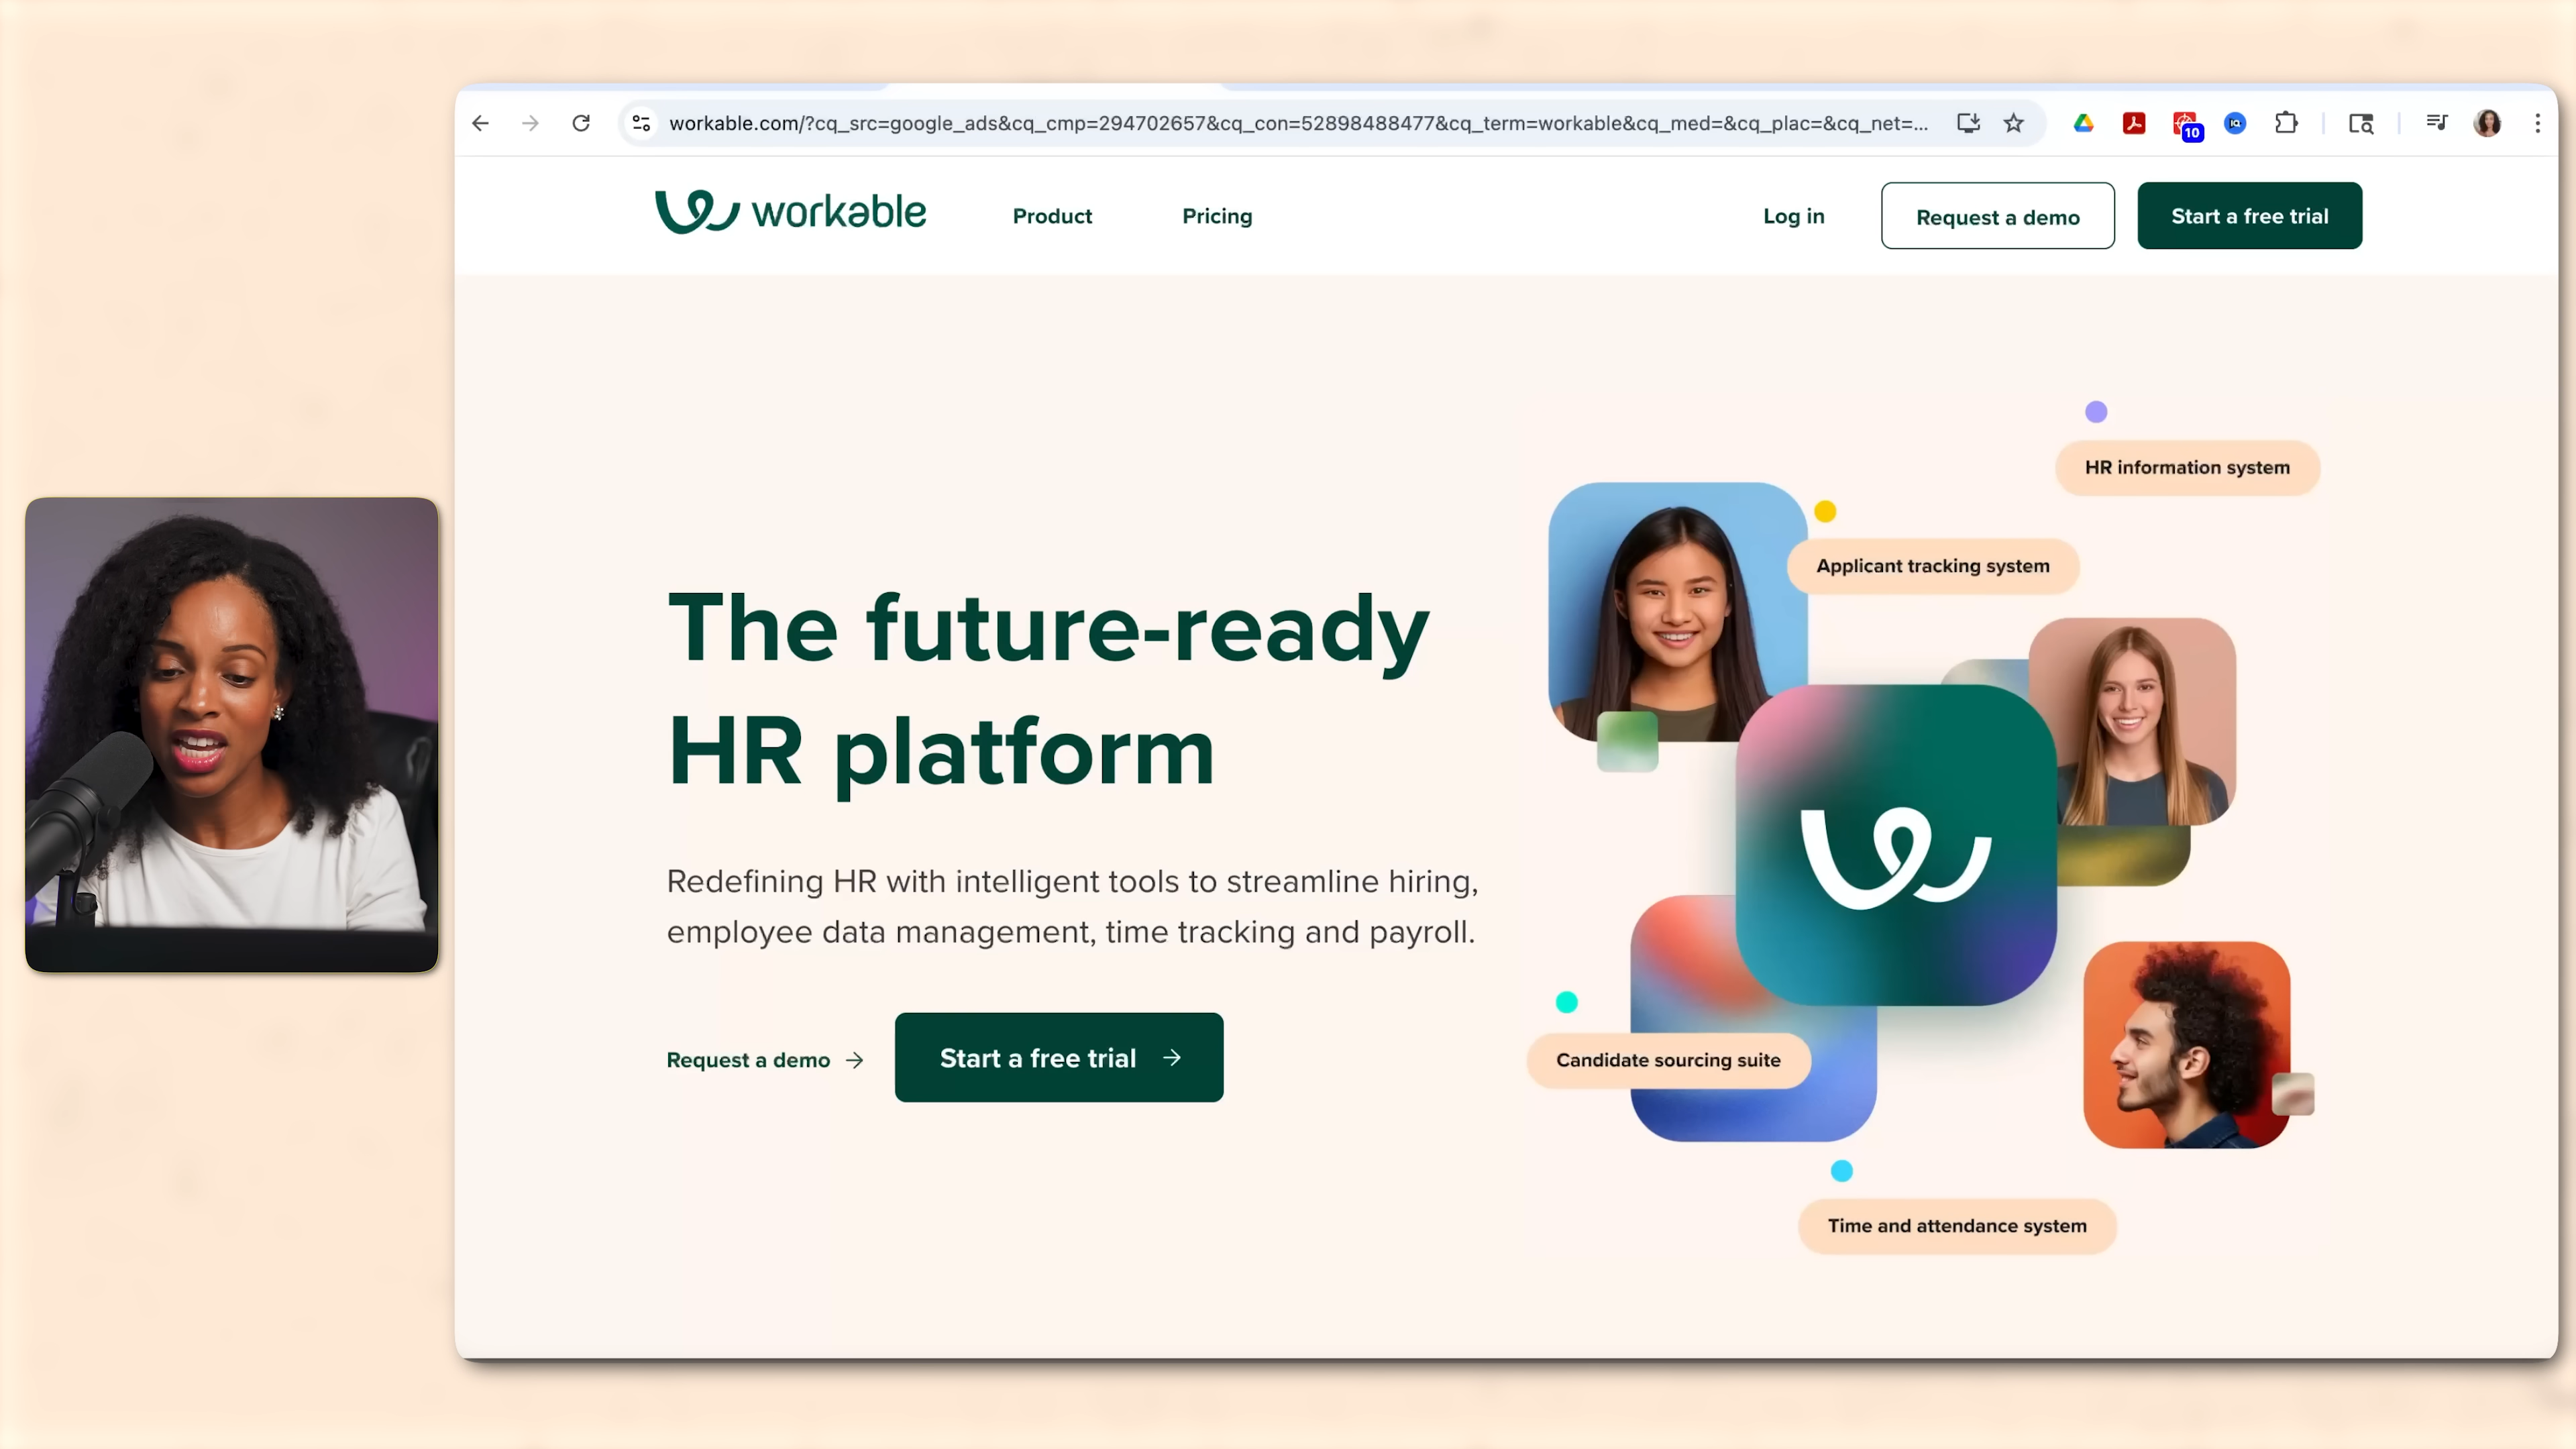 workable.com/?cq_src=google_ads&cq_cmp=294702657&cq_con=52898488477&cq_term=workable&cq_med=&cq_plac=&cq_net=...
10
workable
Product
Pricing
Log in
Request a demo
Start a free trial
The future-ready
HR platform
Redefining HR with intelligent tools to streamline hiring,
employee data management, time tracking and payroll.
Request a demo →
Start a free trial →
HR information system
Applicant tracking system
Candidate sourcing suite
Time and attendance system